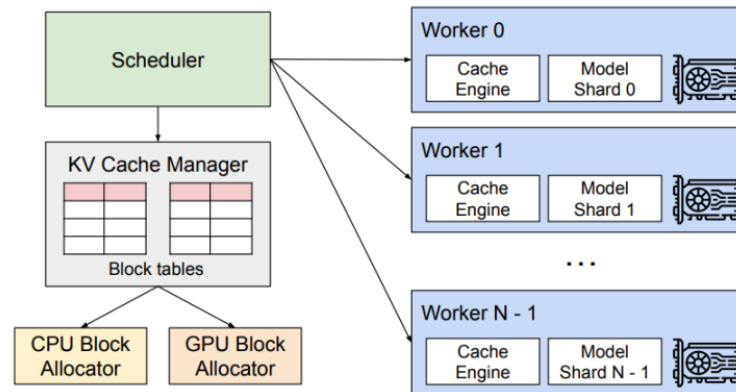 Scheduler
KV Cache Manager
Block tables
CPU Block
Allocator
GPU Block
Allocator
Worker 0
Cache
Engine
Model
Shard 0
Worker 1
Cache
Engine
Model
Shard 1
...
Worker N - 1
Cache
Engine
Model
Shard N - 1